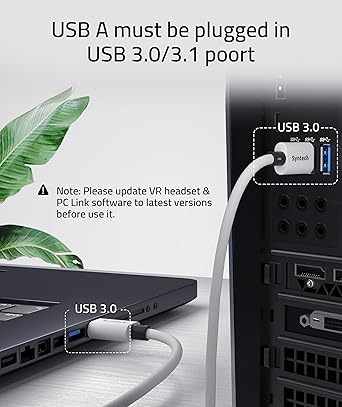 USB A must be plugged in
USB 3.0/3.1 poort
USB 3.0
Syntech
Note: Please update VR headset &
PC Link software to latest versions
before use it.
USB 3.0